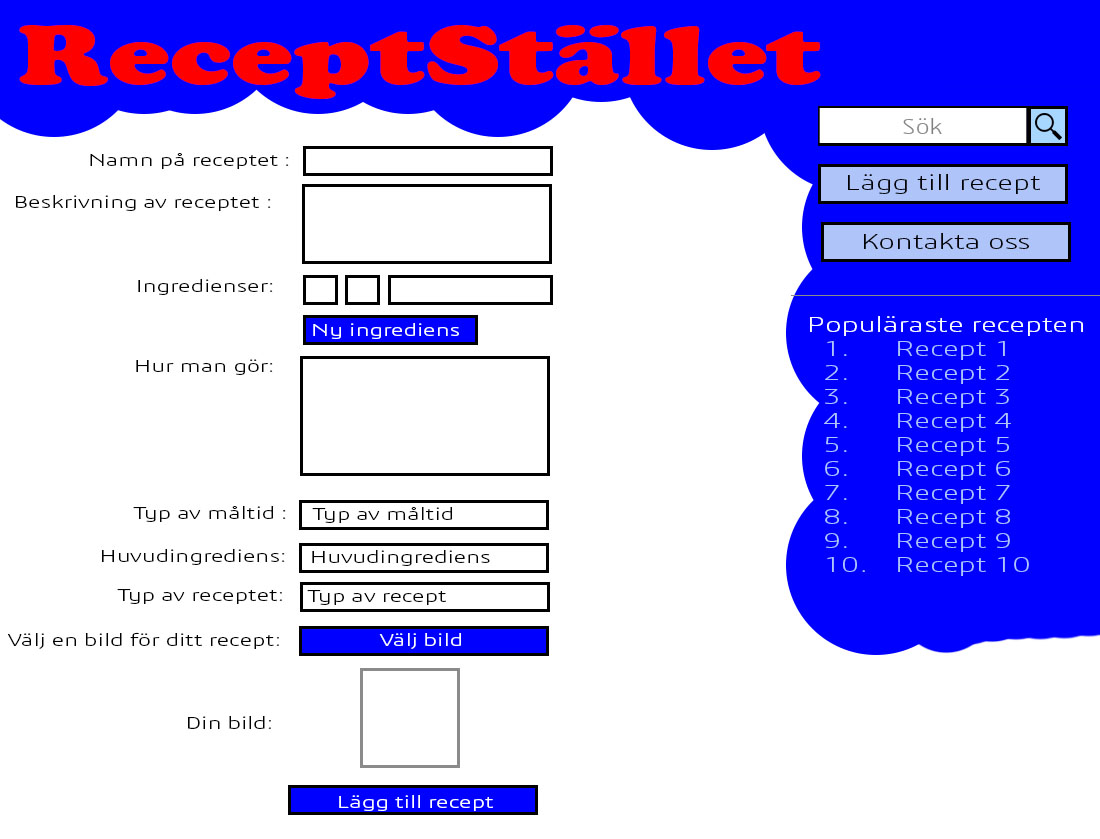 ReceptStället
Sök
Lägg till recept
Kontakta oss
Populäraste recepten
1. Recept 1
2. Recept 2
3. Recept 3
4. Recept 4
5. Recept 5
6. Recept 6
7. Recept 7
8. Recept 8
9. Recept 9
10. Recept 10
Namn på receptet :
Beskrivning av receptet :
Ingredienser:
Ny ingrediens
Hur man gör:
Typ av måltid : Typ av måltid
Huvudingrediens: Huvudingrediens
Typ av receptet: Typ av recept
Välj en bild för ditt recept: Välj bild
Din bild:
Lägg till recept